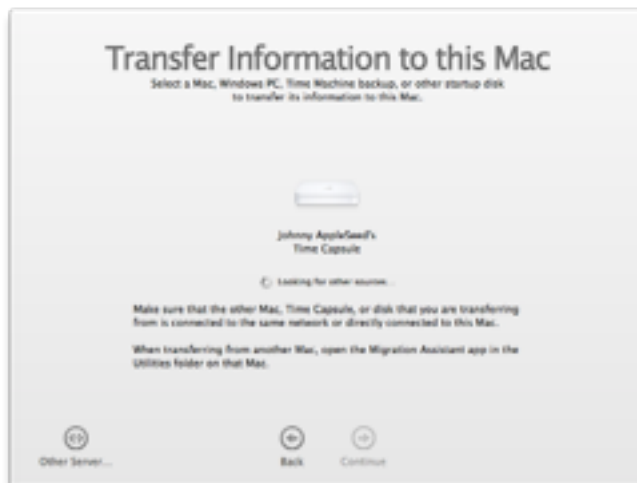 Transfer Information to this Mac
Select a Mac, Windows PC, Time Machine backup, or other startup disk
to transfer its information to this Mac.
Johnny AppleSeed's
Time Capsule
Looking for other sources...
Make sure that the other Mac, Time Capsule, or disk that you are transferring
from is connected to the same network or directly connected to this Mac.
When transferring from another Mac, open the Migration Assistant app in the
Utilities folder on that Mac.
Other Server...
Back
Continue